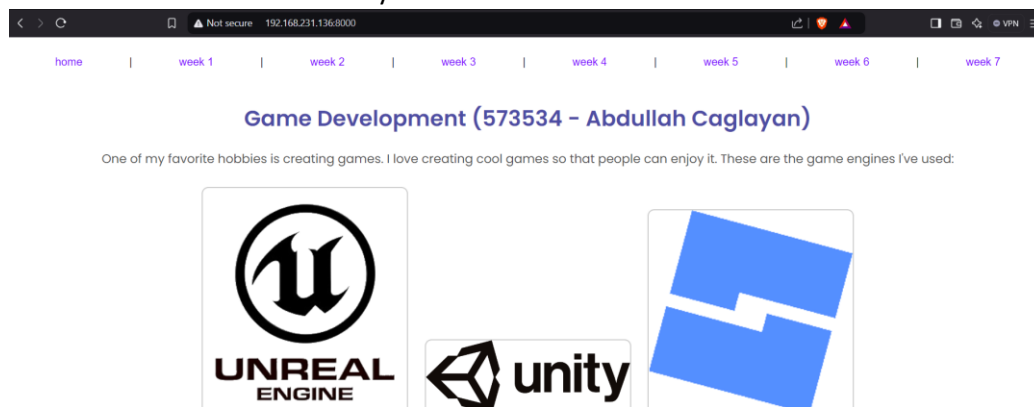 Not secure 192.168.231.136:8000 VPN
home | week 1 | week 2 | week 3 | week 4 | week 5 | week 6 | week 7
Game Development (573534 - Abdullah Caglayan)
One of my favorite hobbies is creating games. I love creating cool games so that people can enjoy it. These are the game engines I've used:
UNREAL
ENGINE
unity